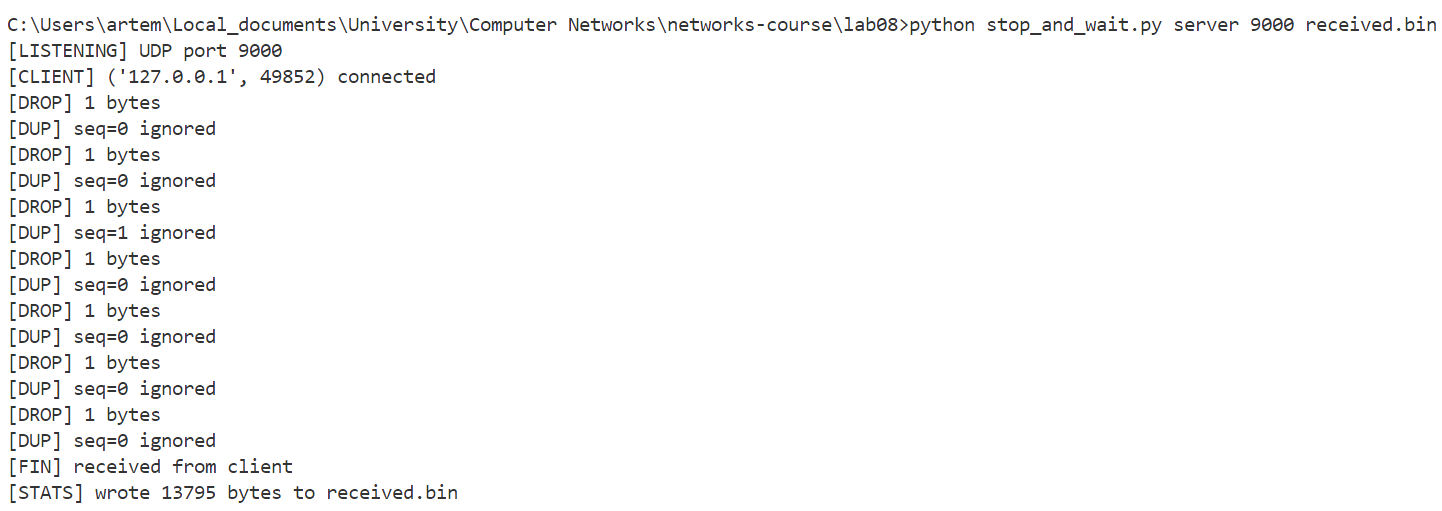 C:\Users\artem\Local_documents\University\Computer Networks\networks-course\lab08>python stop_and_wait.py server 9000 received.bin
[LISTENING] UDP port 9000
[CLIENT] ('127.0.0.1', 49852) connected
[DROP] 1 bytes
[DUP] seq=0 ignored
[DROP] 1 bytes
[DUP] seq=0 ignored
[DROP] 1 bytes
[DUP] seq=1 ignored
[DROP] 1 bytes
[DUP] seq=0 ignored
[DROP] 1 bytes
[DUP] seq=0 ignored
[DROP] 1 bytes
[DUP] seq=0 ignored
[DROP] 1 bytes
[DUP] seq=0 ignored
[FIN] received from client
[STATS] wrote 13795 bytes to received.bin